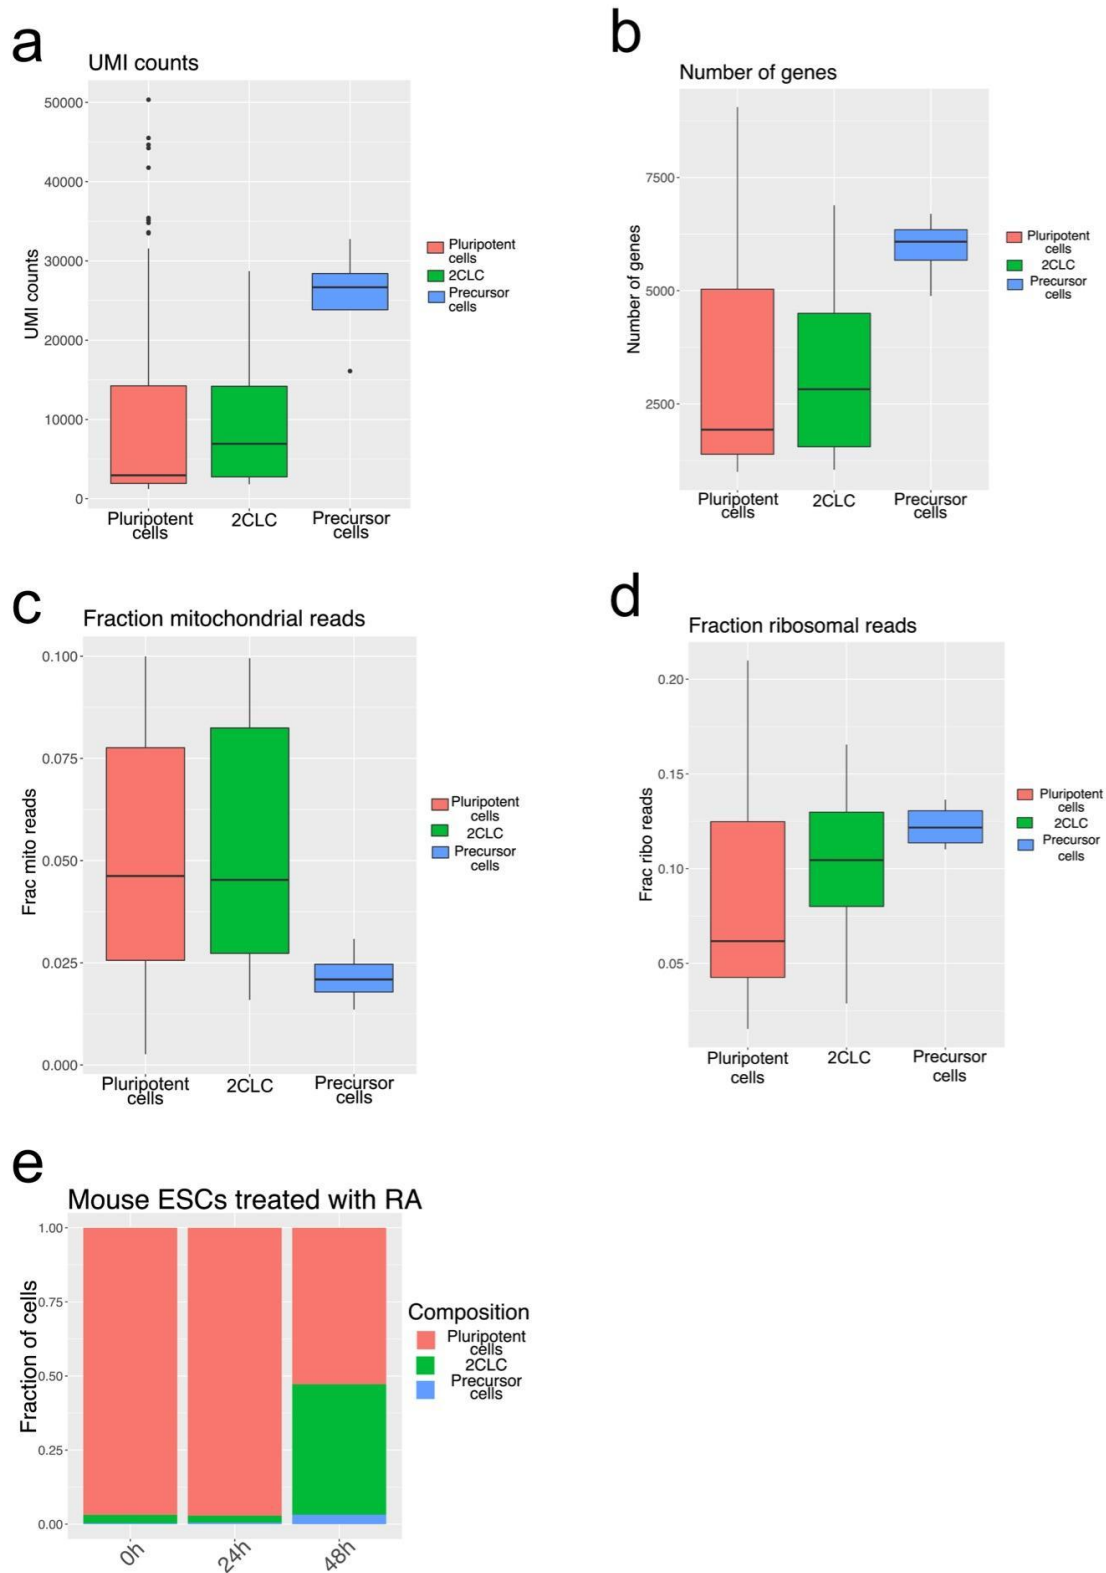 a
UMI counts
50000
40000
30000
20000
10000
0
UMI counts
Pluripotent
cells
2CLC
Precursor
cells
Pluripotent
cells
2CLC
Precursor
cells
b
Number of genes
7500
5000
2500
Number of genes
Pluripotent
cells
2CLC
Precursor
cells
Pluripotent
cells
2CLC
Precursor
cells
c
Fraction mitochondrial reads
0.100
0.075
0.050
0.025
0.000
Frac mito reads
Pluripotent
cells
2CLC
Precursor
cells
Pluripotent
cells
2CLC
Precursor
cells
d
Fraction ribosomal reads
0.20
0.15
0.10
0.05
Frac ribo reads
Pluripotent
cells
2CLC
Precursor
cells
Pluripotent
cells
2CLC
Precursor
cells
e
Mouse ESCs treated with RA
1.00
0.75
0.50
0.25
0.00
Fraction of cells
0h
24h
48h
Composition
Pluripotent
cells
2CLC
Precursor
cells